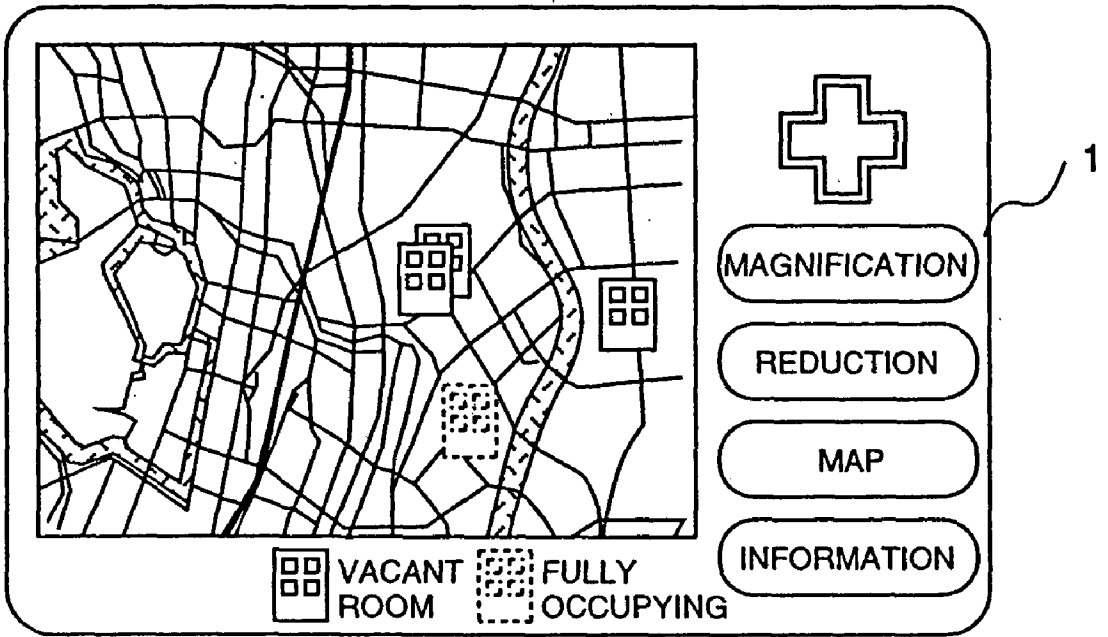 1
MAGNIFICATION
REDUCTION
MAP
INFORMATION
VACANT
ROOM
FULLY
OCCUPYING